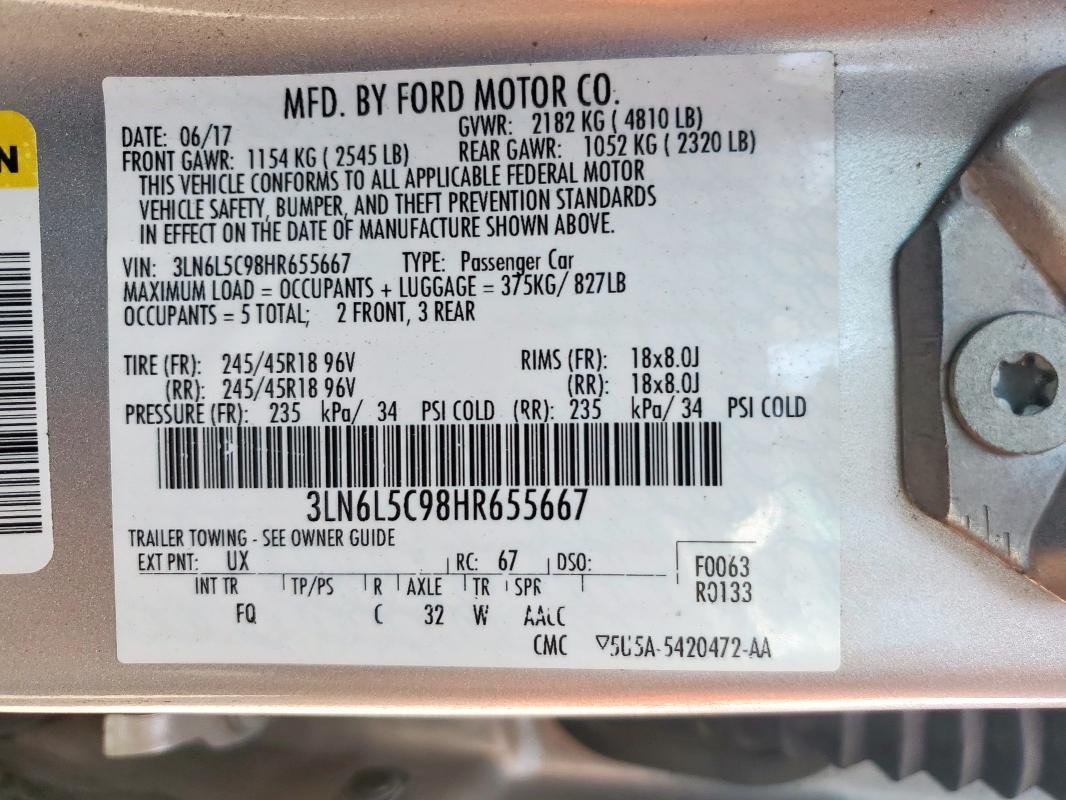 N
MFD. BY FORD MOTOR CO.
DATE: 06/17 GVWR: 2182 KG ( 4810 LB)
FRONT GAWR: 1154 KG ( 2545 LB) REAR GAWR: 1052 KG ( 2320 LB)
THIS VEHICLE CONFORMS TO ALL APPLICABLE FEDERAL MOTOR
VEHICLE SAFETY, BUMPER, AND THEFT PREVENTION STANDARDS
IN EFFECT ON THE DATE OF MANUFACTURE SHOWN ABOVE.
VIN: 3LN6L5C98HR655667 TYPE: Passenger Car
MAXIMUM LOAD = OCCUPANTS + LUGGAGE = 375KG/ 827LB
OCCUPANTS = 5 TOTAL; 2 FRONT, 3 REAR
TIRE (FR): 245/45R18 96V RIMS (FR): 18x8.0J
(RR): 245/45R18 96V (RR): 18x8.0J
PRESSURE (FR): 235 kPa/ 34 PSI COLD (RR): 235 kPa/ 34 PSI COLD
3LN6L5C98HR655667
TRAILER TOWING - SEE OWNER GUIDE
EXT PNT: UX RC: 67 DSO: F0063
R0133
INT TR TP/PS R AXLE TR SPR
FQ C 32 W
CMC ▽5U5A-5420472-AA